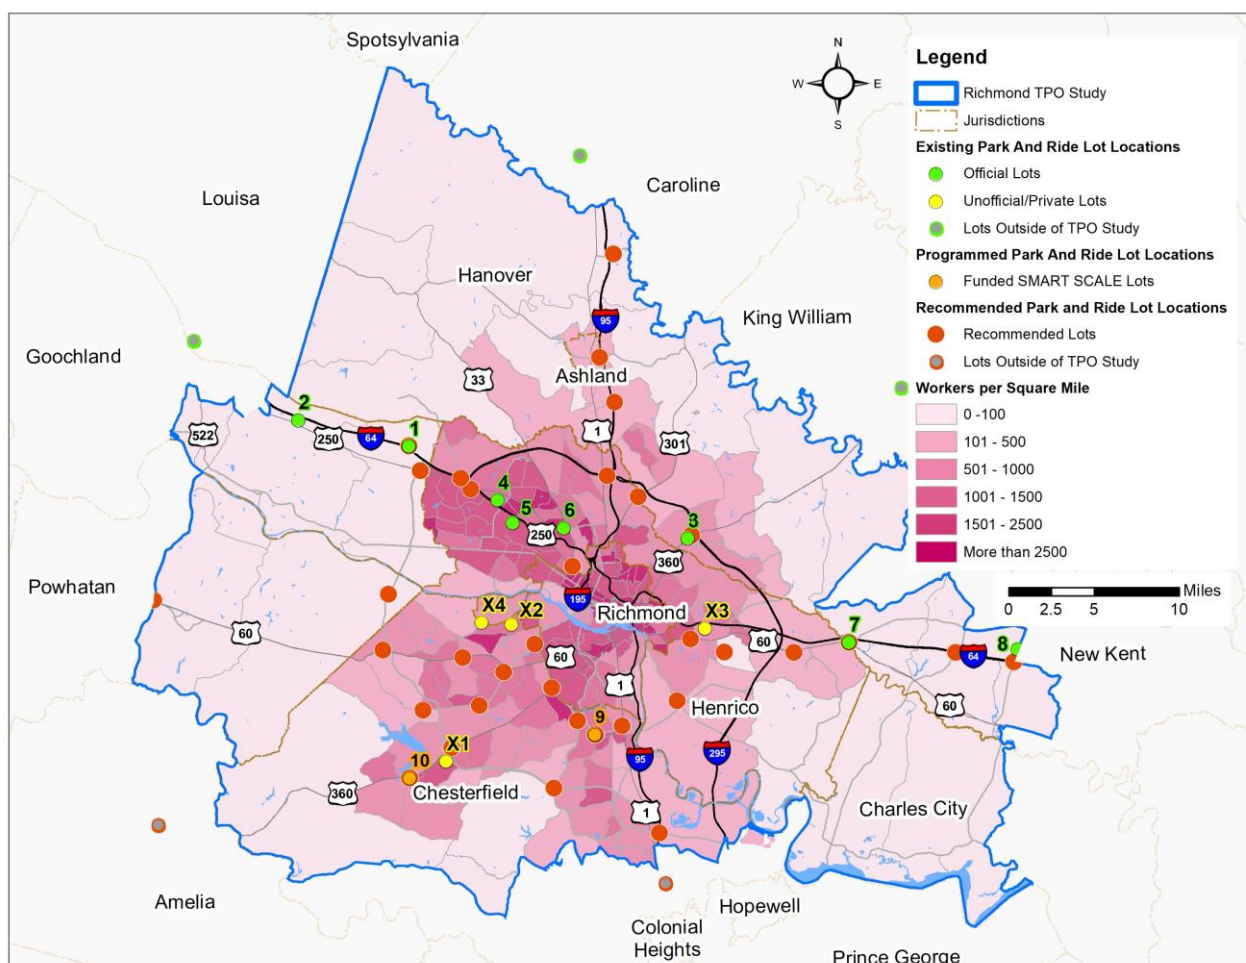 Spotsylvania
N
W E
S
Louisa
Caroline
Hanover
95
King William
Goochland
Ashland
33
2
522
250
64
1
1
301
4
5
6
250
3
360
Powhatan
X4
X2
195
Richmond
X3
60
60
60
7
8
64
New Kent
60
1
Henrico
9
X1
10
95
295
360
Chesterfield
1
Charles City
Amelia
Hopewell
Colonial
Heights
Prince George
Legend
Richmond TPO Study
Jurisdictions
Existing Park And Ride Lot Locations
Official Lots
Unofficial/Private Lots
Lots Outside of TPO Study
Programmed Park And Ride Lot Locations
Funded SMART SCALE Lots
Recommended Park and Ride Lot Locations
Recommended Lots
Lots Outside of TPO Study
Workers per Square Mile
0 -100
101 - 500
501 - 1000
1001 - 1500
1501 - 2500
More than 2500
Miles
0 2.5 5 10